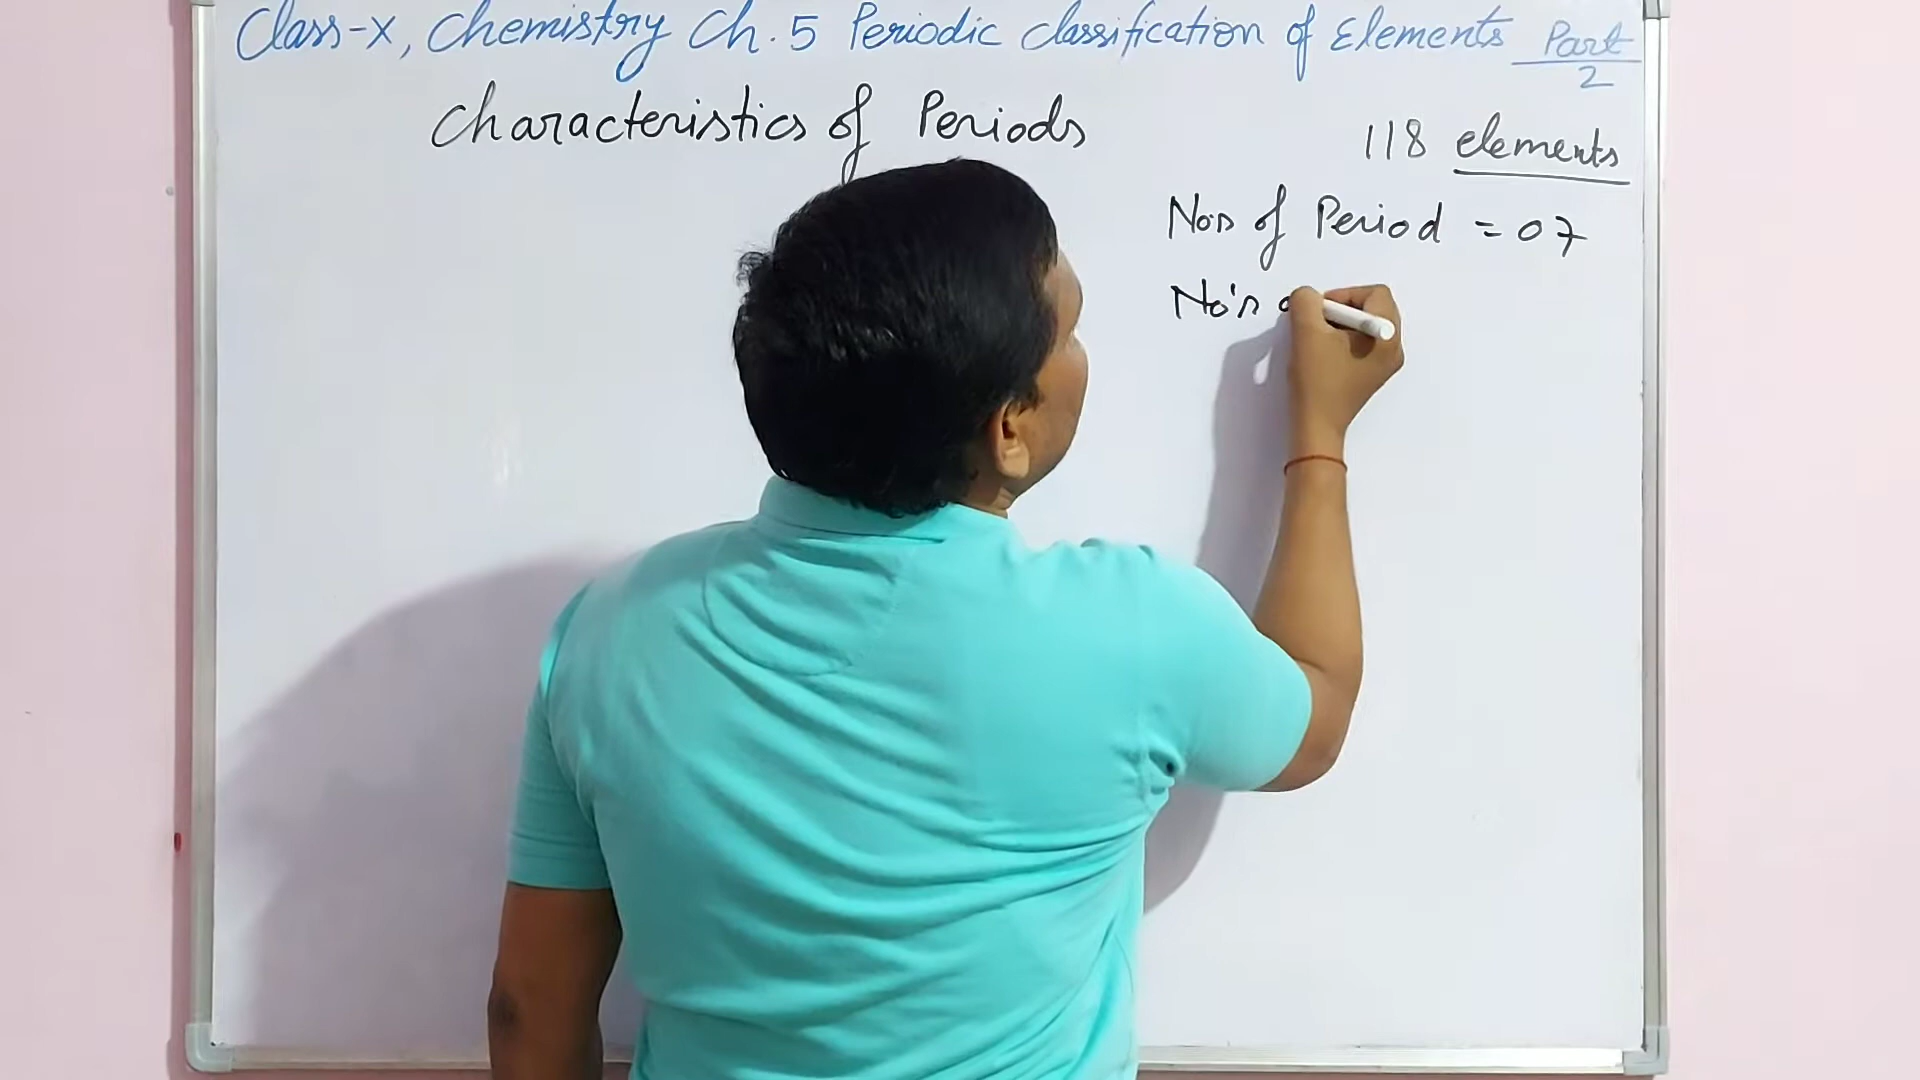 Class-X, Chemistry Ch. 5 Periodic classification of Elements Part 2
Characteristics of Periods
118 elements
No's of Period = 07
No's